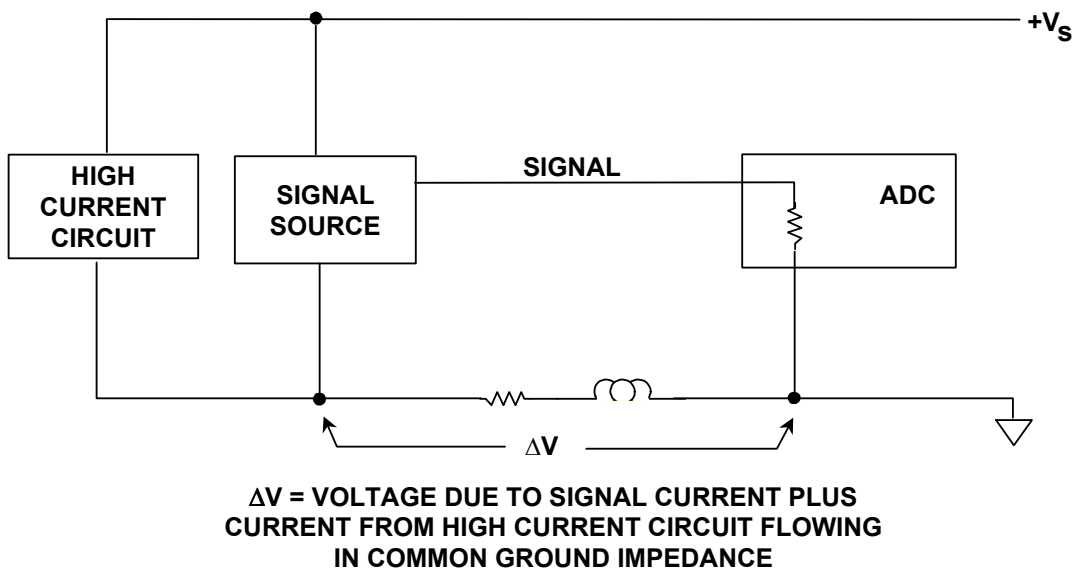 +VS
HIGH
CURRENT
CIRCUIT
SIGNAL
SOURCE
SIGNAL
ADC
ΔV
ΔV = VOLTAGE DUE TO SIGNAL CURRENT PLUS
CURRENT FROM HIGH CURRENT CIRCUIT FLOWING
IN COMMON GROUND IMPEDANCE